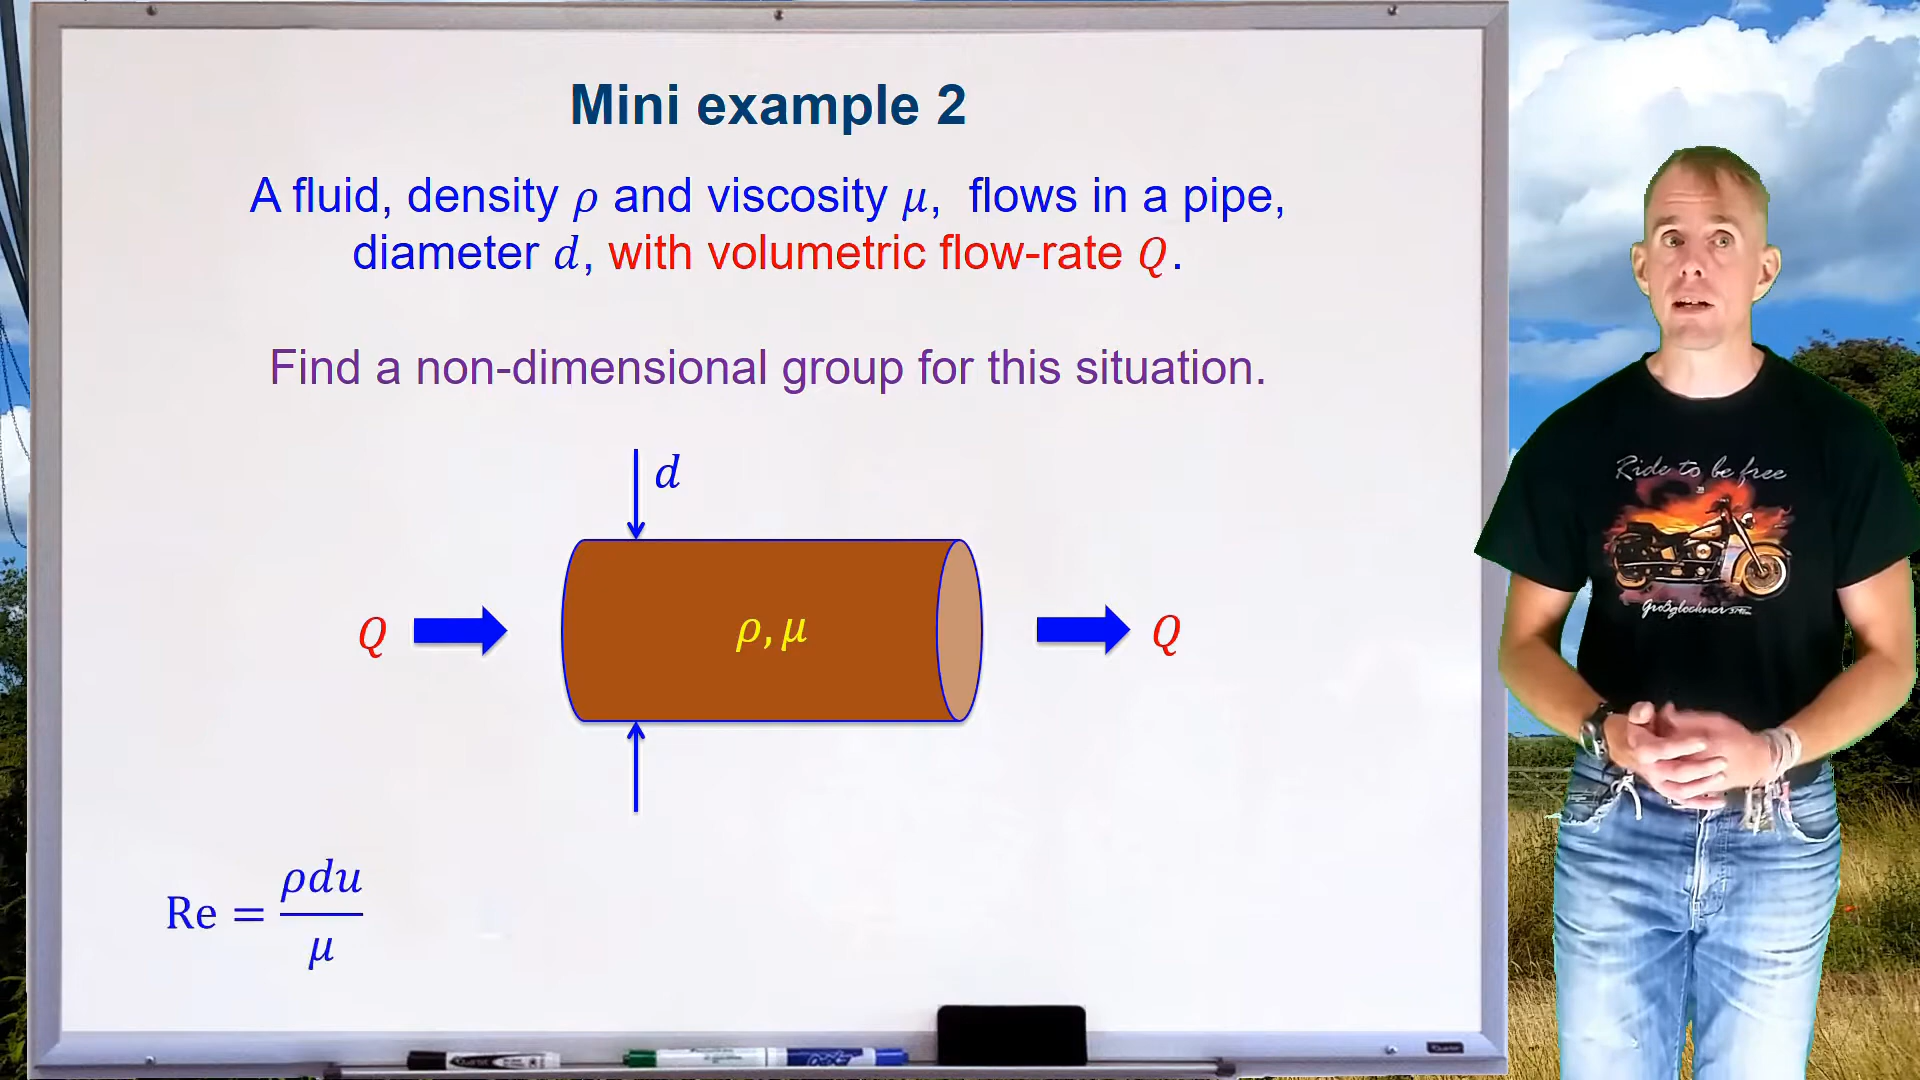 Mini example 2
A fluid, density ρ and viscosity μ, flows in a pipe,
diameter d, with volumetric flow-rate Q.
Find a non-dimensional group for this situation.
d
Q
ρ, μ
Q
Re = ρdu / μ
Ride to be free
Großglockner